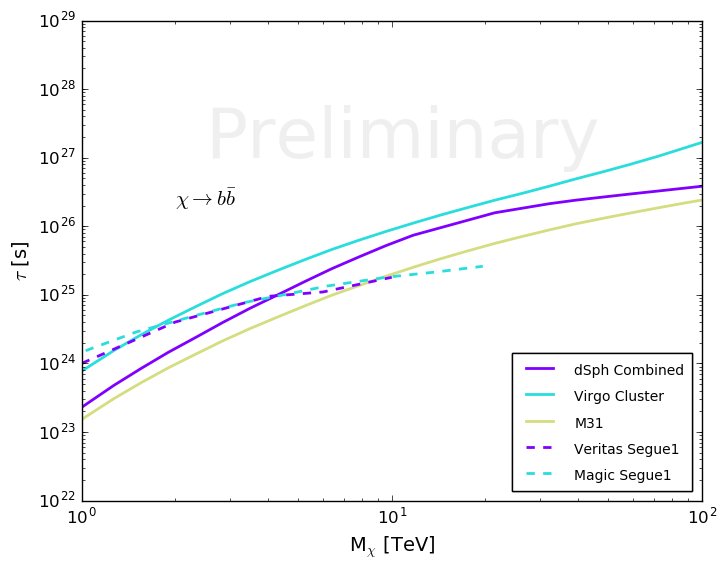 10^29
10^28
Preliminary
10^27
χ → bb̄
10^26
τ [s]
10^25
10^24
dSph Combined
Virgo Cluster
10^23
M31
Veritas Segue1
Magic Segue1
10^22
10^0 10^1 10^2
M_χ [TeV]